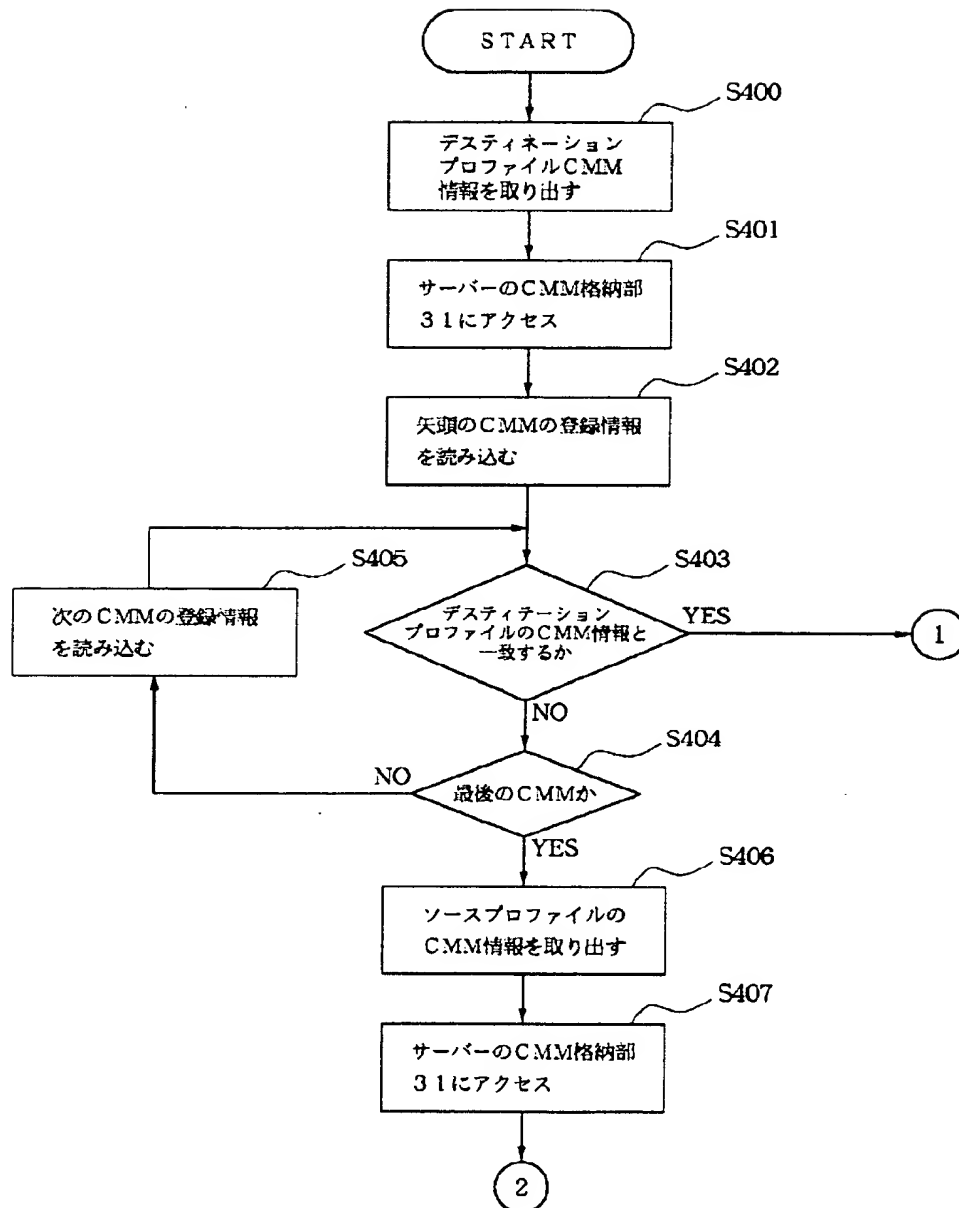 START
S400
デスティネーション
プロファイルCMM
情報を取り出す
S401
サーバーのCMM格納部
31にアクセス
S402
矢頭のCMMの登録情報
を読み込む
S405
次のCMMの登録情報
を読み込む
S403
デスティテーション
プロファイルのCMM情報と
一致するか
YES
1
NO
S404
最後のCMMか
NO
YES
S406
ソースプロファイルの
CMM情報を取り出す
S407
サーバーのCMM格納部
31にアクセス
2